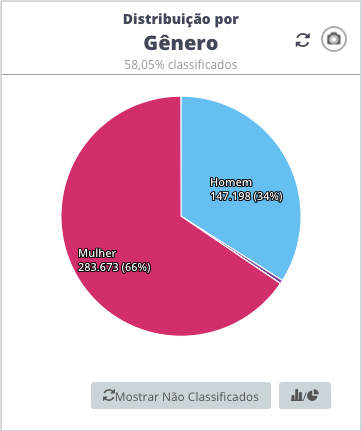 Distribuição por
Gênero
58,05% classificados
Homem
147.198 (34%)
Mulher
283.673 (66%)
Mostrar Não Classificados
/